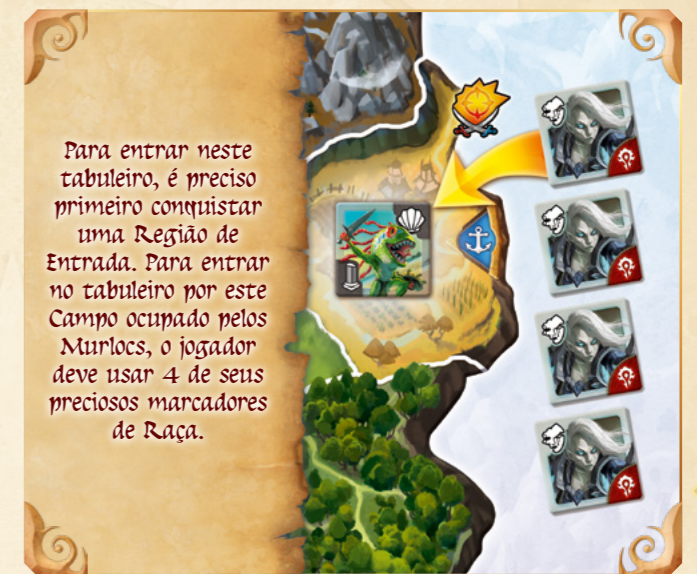 Para entrar neste
tabuleiro, é preciso
primeiro conquistar
uma Região de
Entrada. Para entrar
no tabuleiro por este
Campo ocupado pelos
Murlocs, o jogador
deve usar 4 de seus
preciosos marcadores
de Raça.